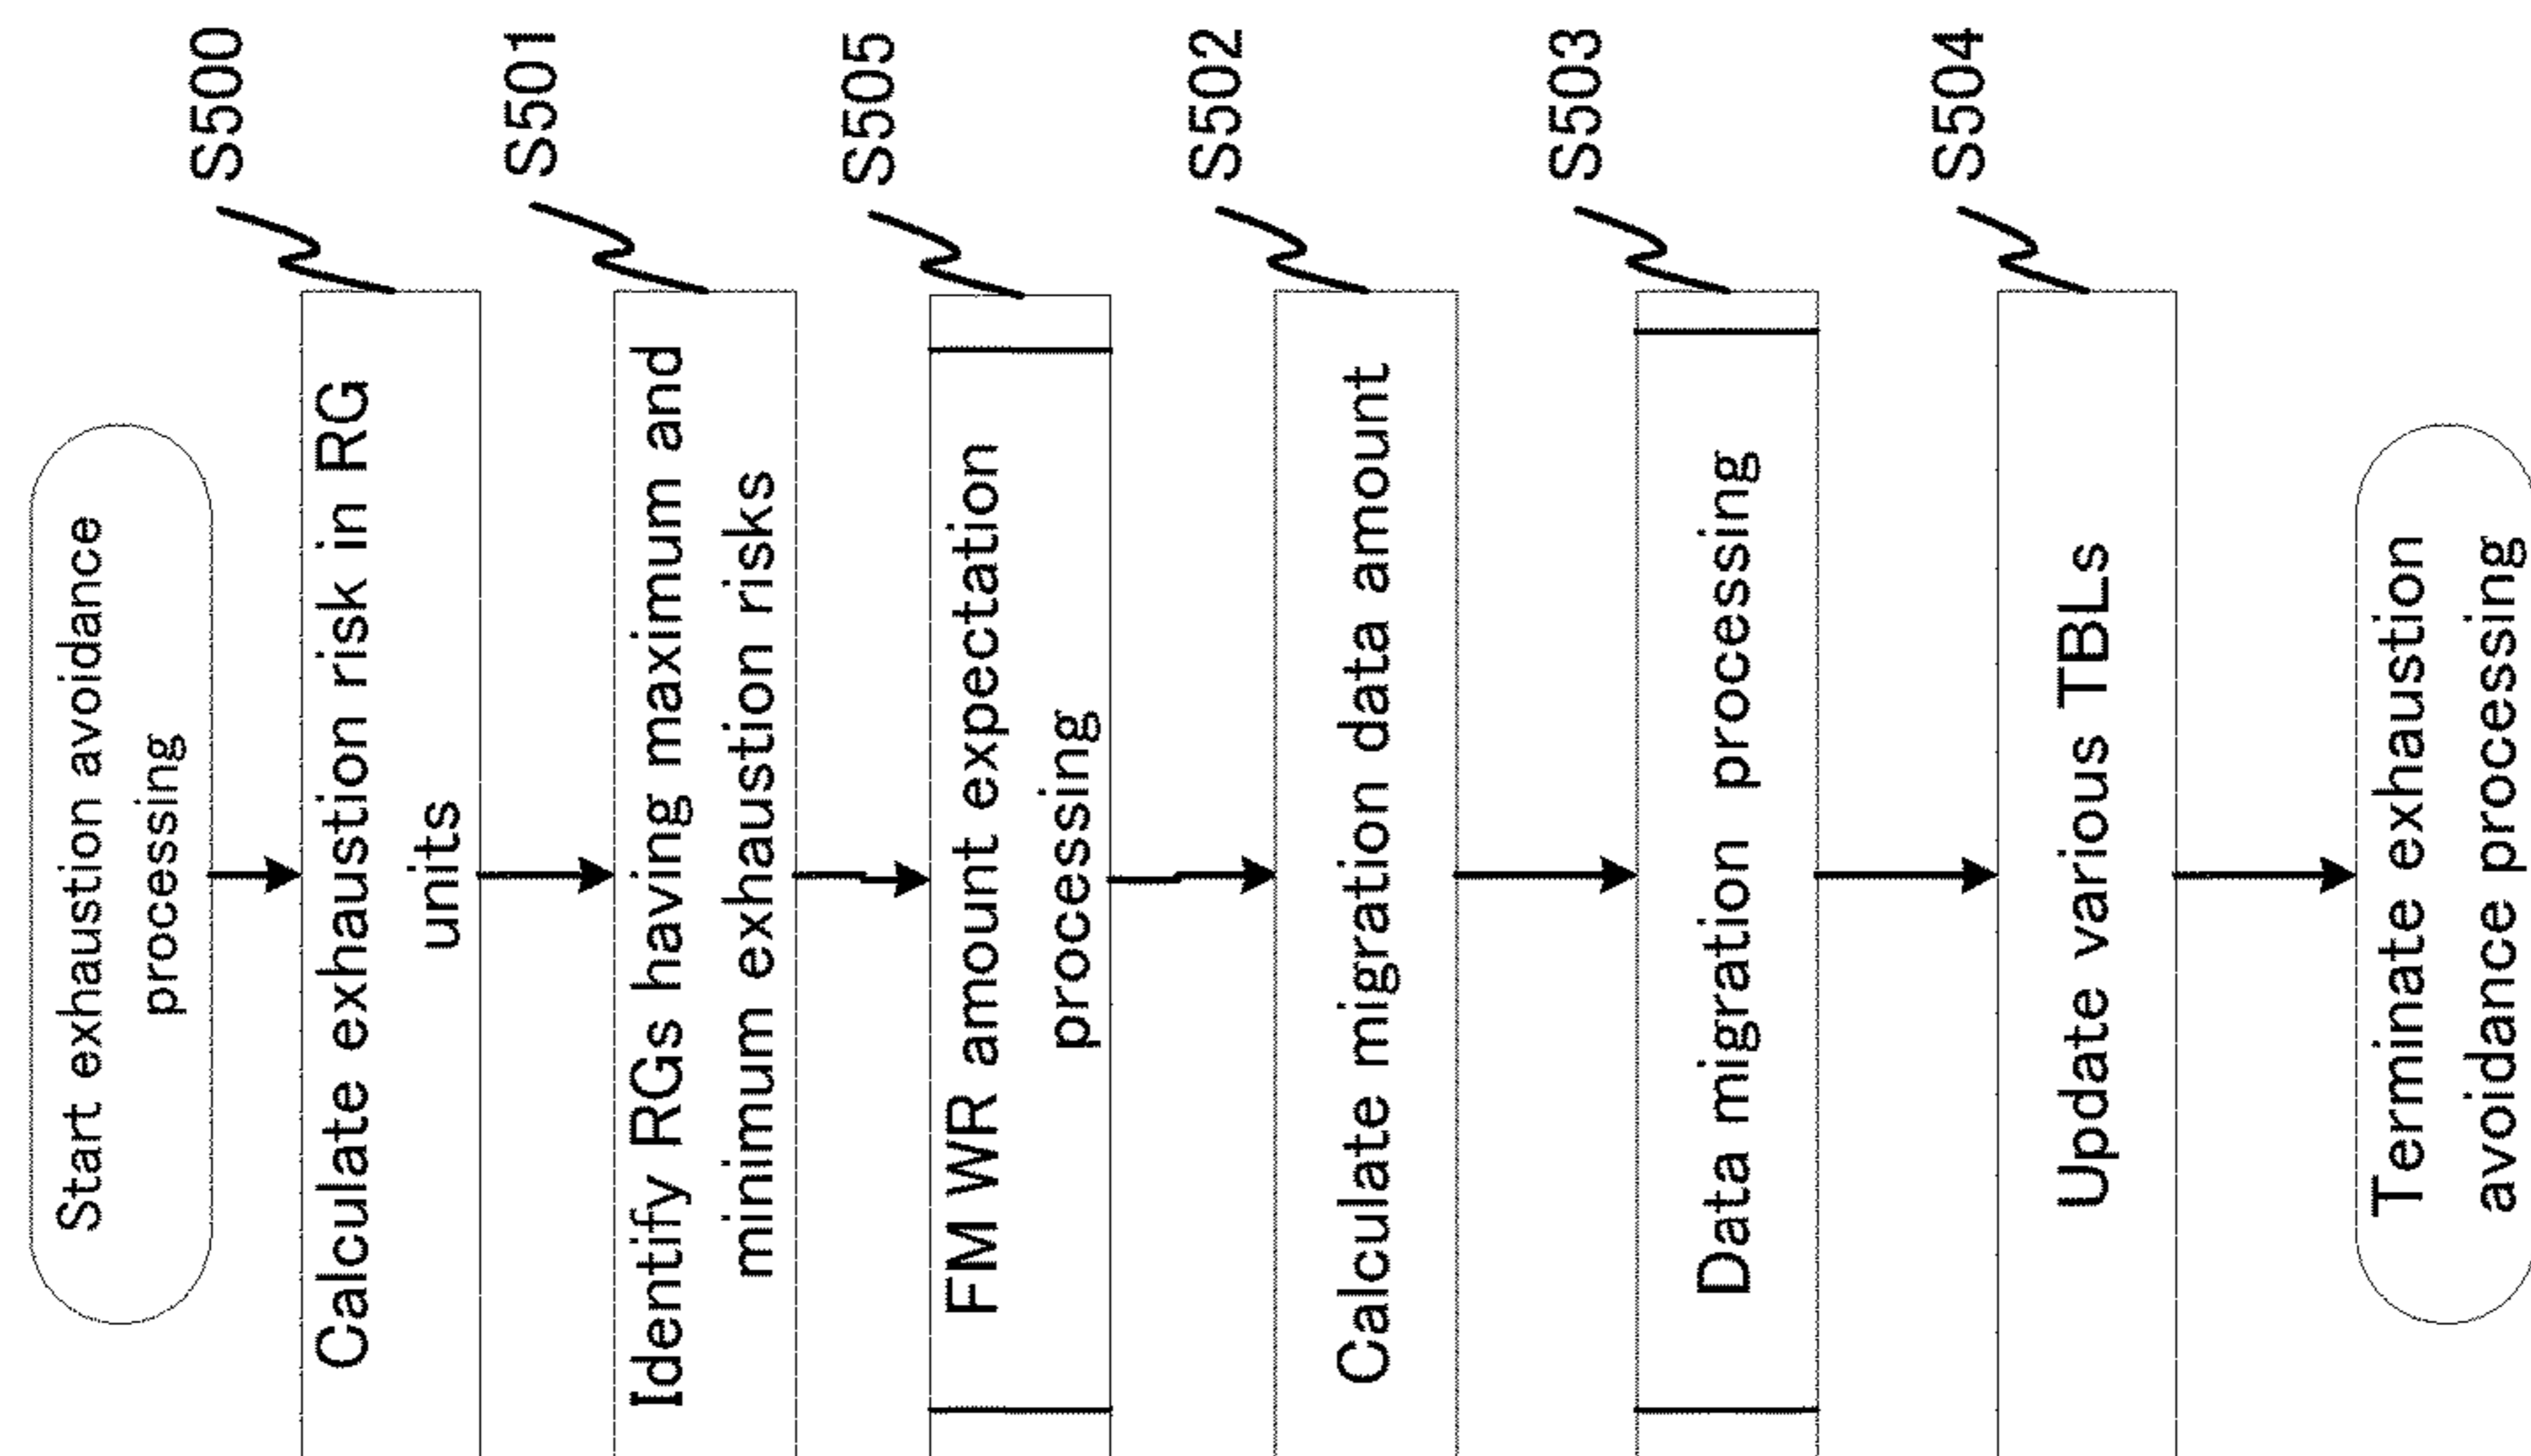 Start exhaustion avoidance
processing
S500
Calculate exhaustion risk in RG
units
S501
Identify RGs having maximum and
minimum exhaustion risks
S505
FM WR amount expectation
processing
S502
Calculate migration data amount
S503
Data migration processing
S504
Update various TBLs
Terminate exhaustion
avoidance processing